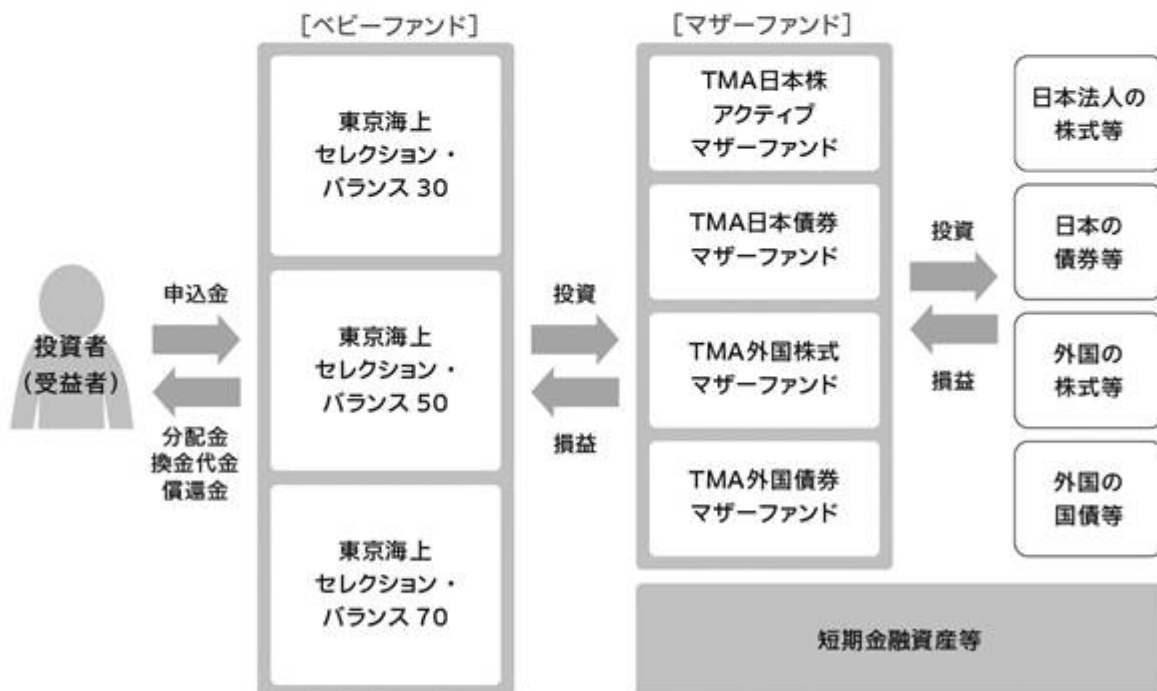 [ベビーファンド]
[マザーファンド]
投資者
(受益者)
申込金
分配金
換金代金
償還金
東京海上
セレクション・
バランス 30
東京海上
セレクション・
バランス 50
東京海上
セレクション・
バランス 70
投資
損益
TMA日本株
アクティブ
マザーファンド
TMA日本債券
マザーファンド
TMA外国株式
マザーファンド
TMA外国債券
マザーファンド
投資
損益
日本法人の
株式等
日本の
債券等
外国の
株式等
外国の
国債等
短期金融資産等